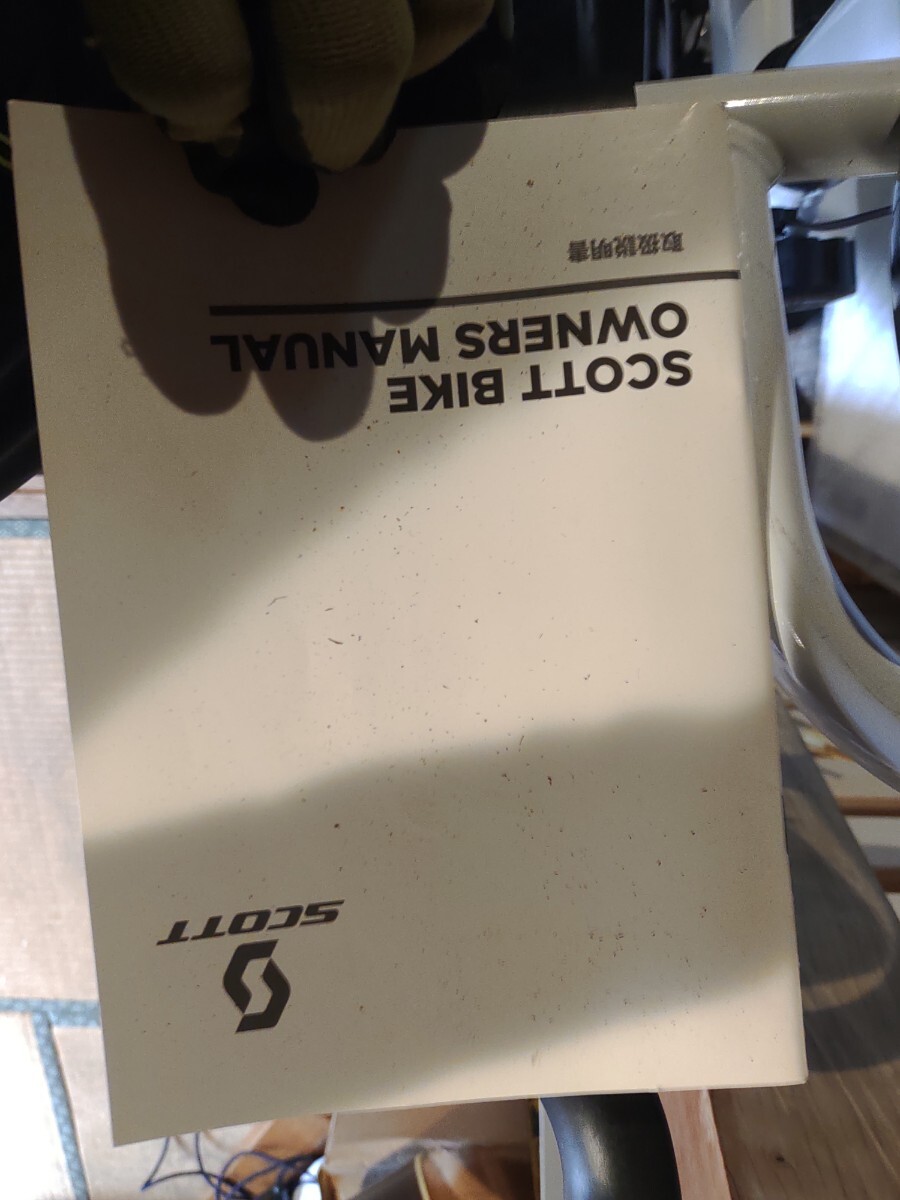 SCOTT
SCOTT BIKE
OWNERS MANUAL
取扱説明書